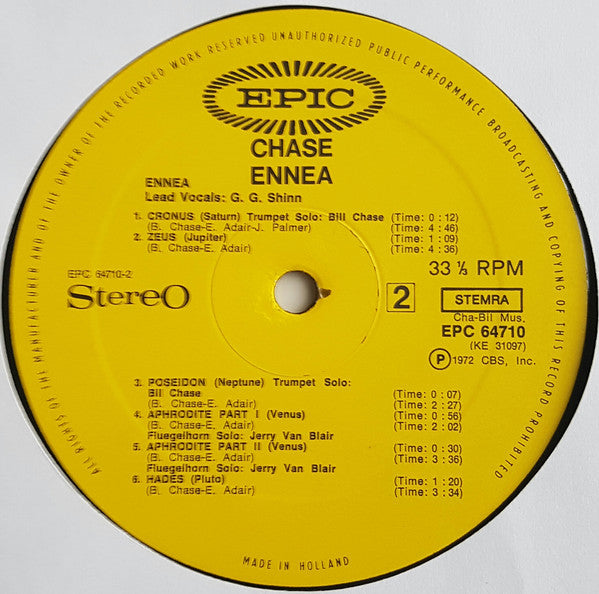 ALL RIGHTS OF THE MANUFACTURER AND OF THE OWNER OF THE RECORDED WORK RESERVED UNAUTHORIZED PUBLIC PERFORMANCE BROADCASTING AND COPYING OF THIS RECORD PROHIBITED
EPIC
CHASE
ENNEA
ENNEA
Lead Vocals: G. G. Shinn
1. CRONUS (Saturn) Trumpet Solo: Bill Chase (Time: 0 : 12)
(B. Chase-E. Adair-J. Palmer) (Time: 4 : 46)
2. ZEUS (Jupiter) (Time: 1 : 09)
(B. Chase-E. Adair) (Time: 4 : 36)
EPC 64710-2
StereO
33 ⅓ RPM
2
STEMRA
Cha-Bil Mus.
EPC 64710
(KE 31097)
Ⓟ 1972 CBS, Inc.
3. POSEIDON (Neptune) Trumpet Solo:
Bill Chase (Time: 0 : 07)
(B. Chase-E. Adair) (Time: 2 : 27)
4. APHRODITE PART I (Venus) (Time: 0 : 56)
(B. Chase-E. Adair) (Time: 2 : 02)
Fluegelhorn Solo: Jerry Van Blair
5. APHRODITE PART II (Venus) (Time: 0 : 30)
(B. Chase-E. Adair) (Time: 3 : 36)
Fluegelhorn Solo: Jerry Van Blair
6. HADES (Pluto) (Time: 1 : 20)
(B. Chase-E. Adair) (Time: 3 : 34)
MADE IN HOLLAND